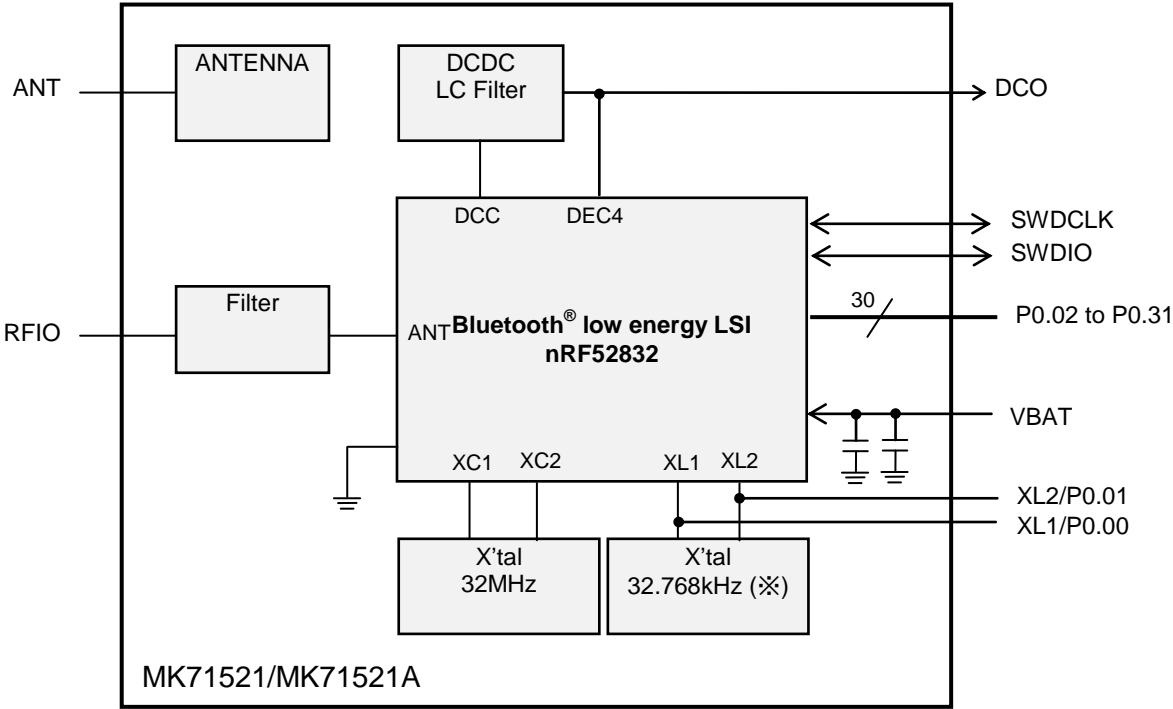 ANTENNA
DCDC
LC Filter
ANT
DCO
DCC
DEC4
SWDCLK
SWDIO
Filter
30
P0.02 to P0.31
RFIO
ANT
Bluetooth® low energy LSI
nRF52832
VBAT
XC1
XC2
XL1
XL2
XL2/P0.01
XL1/P0.00
X’tal
32MHz
X’tal
32.768kHz (※)
MK71521/MK71521A